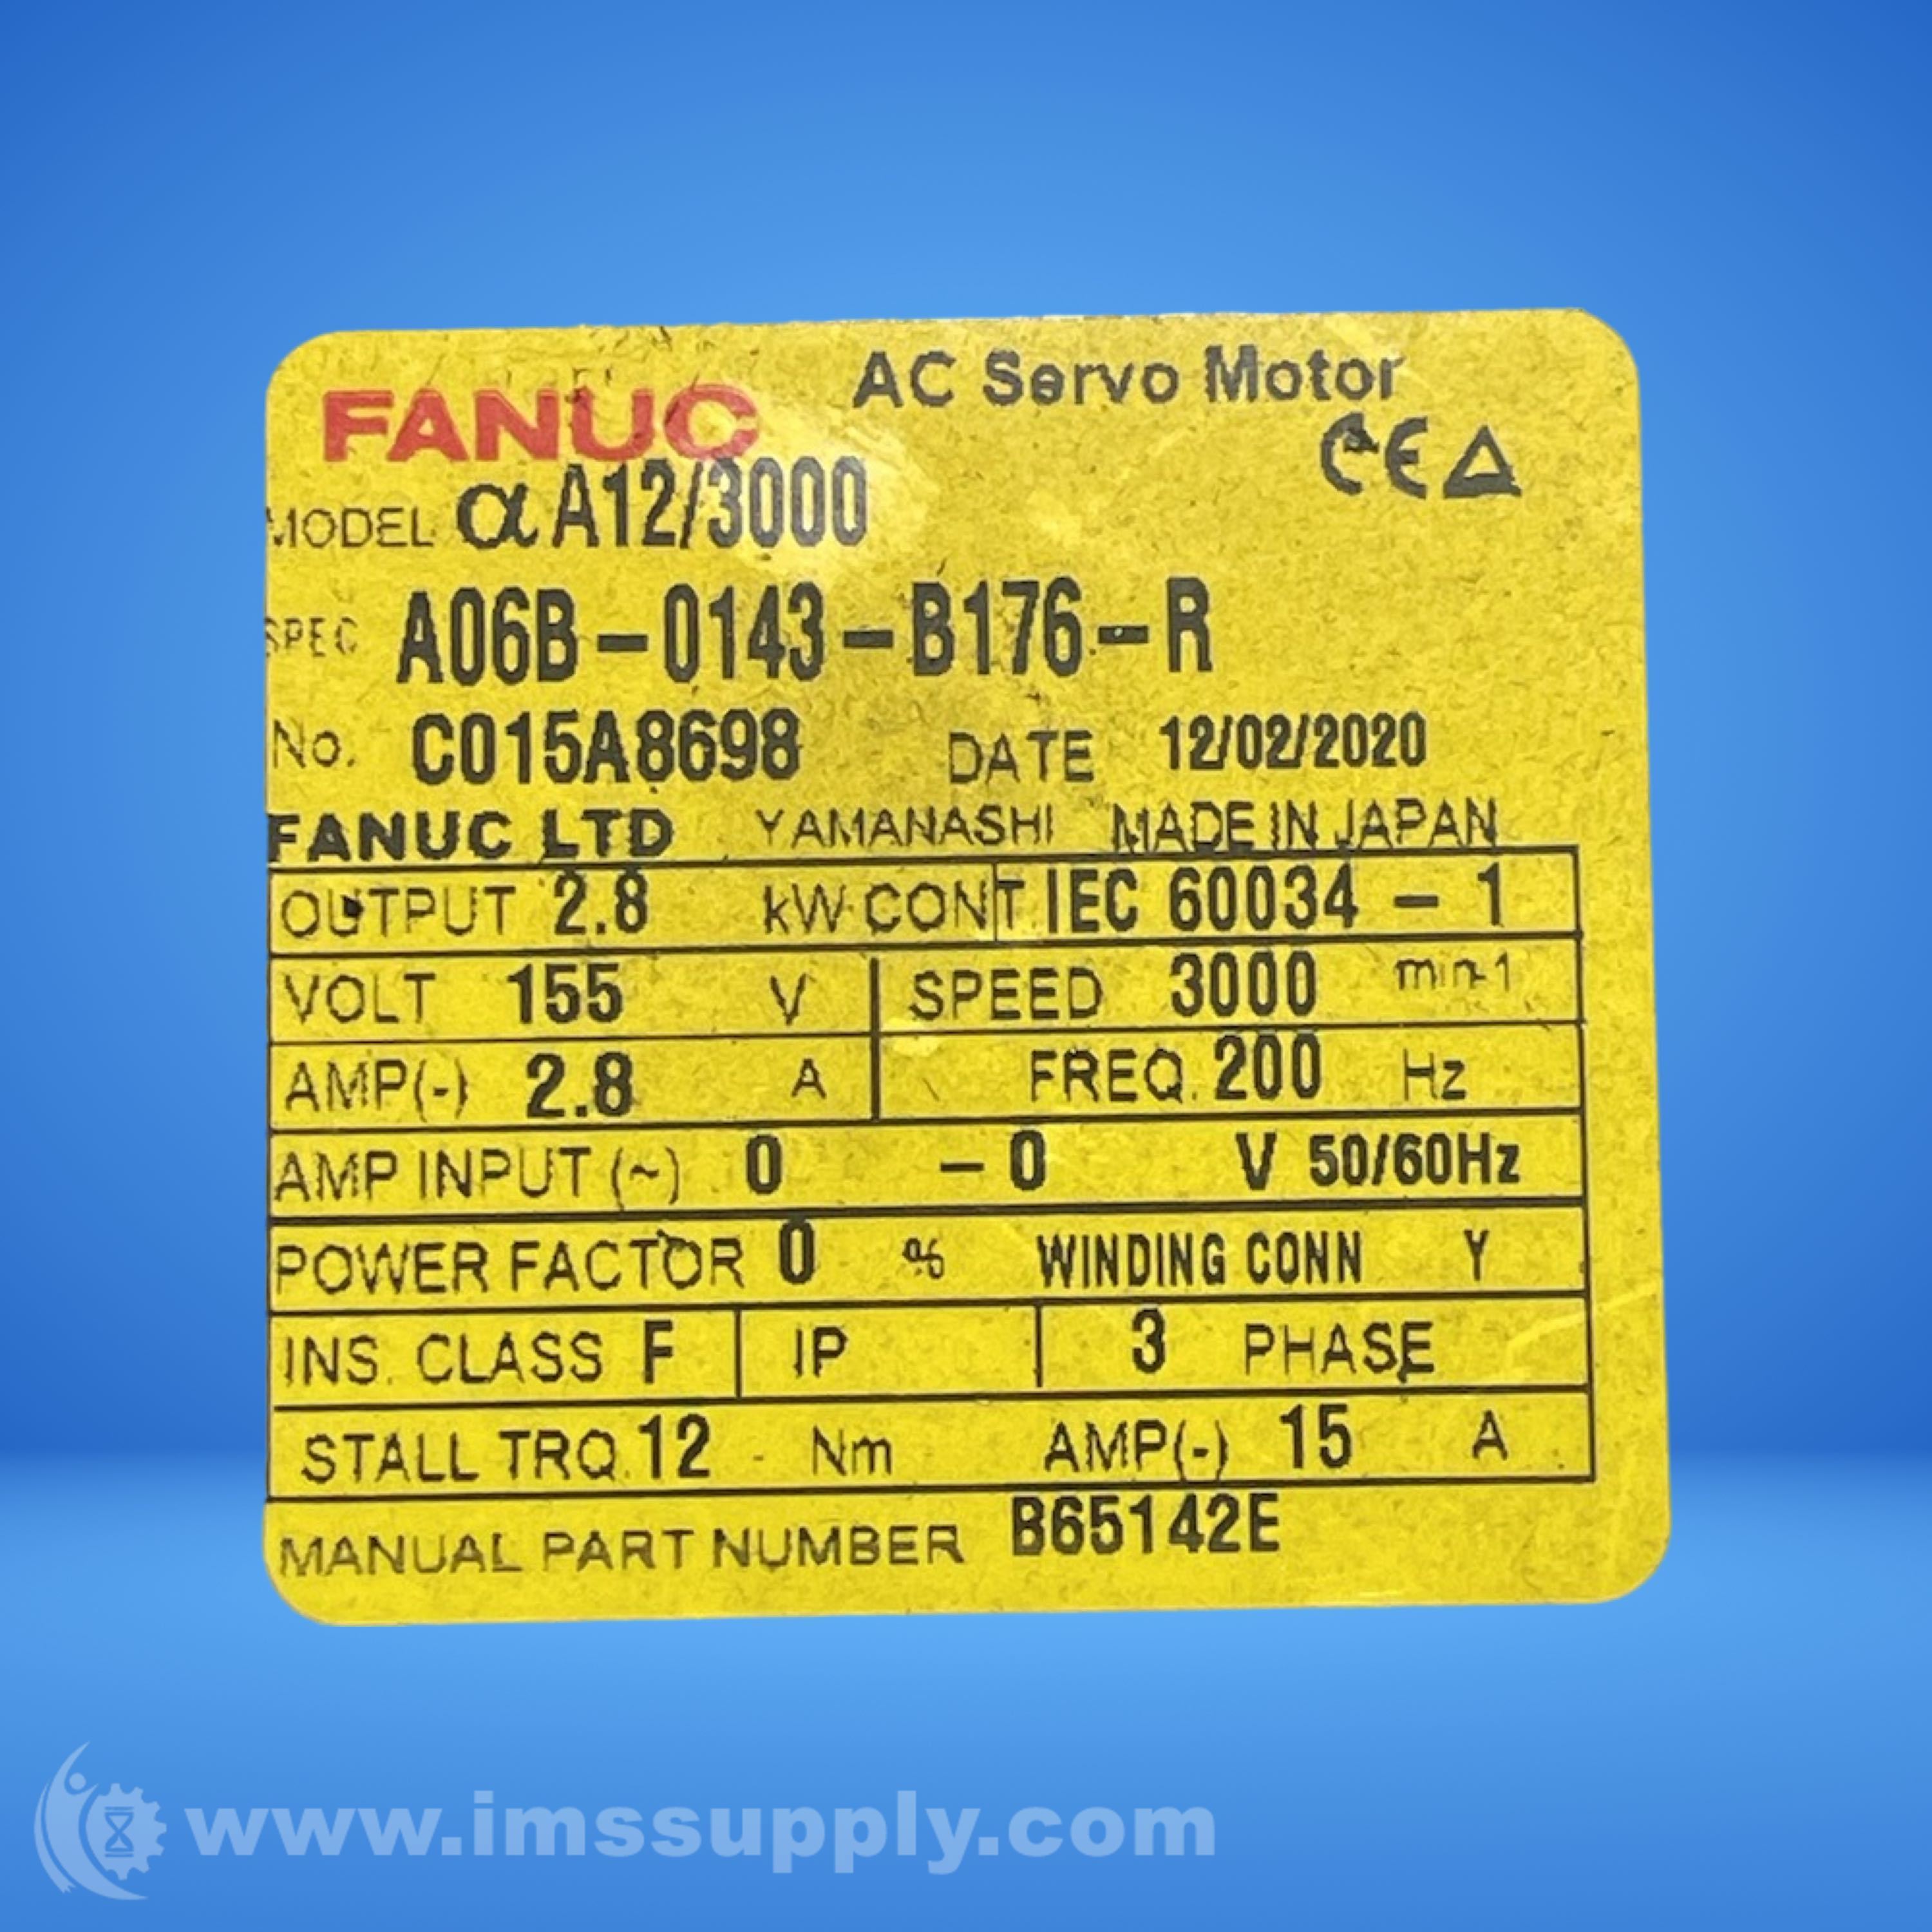 FANUC AC Servo Motor
CE
MODEL α A12/3000
SPEC A06B-0143-B176-R
No. C015A8698 DATE 12/02/2020
FANUC LTD YAMANASHI MADE IN JAPAN
OUTPUT 2.8 kW CONT IEC 60034-1
VOLT 155 V SPEED 3000 min-1
AMP(-) 2.8 A FREQ. 200 Hz
AMP INPUT (~) 0 - 0 V 50/60Hz
POWER FACTOR 0 % WINDING CONN Y
INS. CLASS F IP 3 PHASE
STALL TRQ. 12 Nm AMP(-) 15 A
MANUAL PART NUMBER B65142E
www.imssupply.com